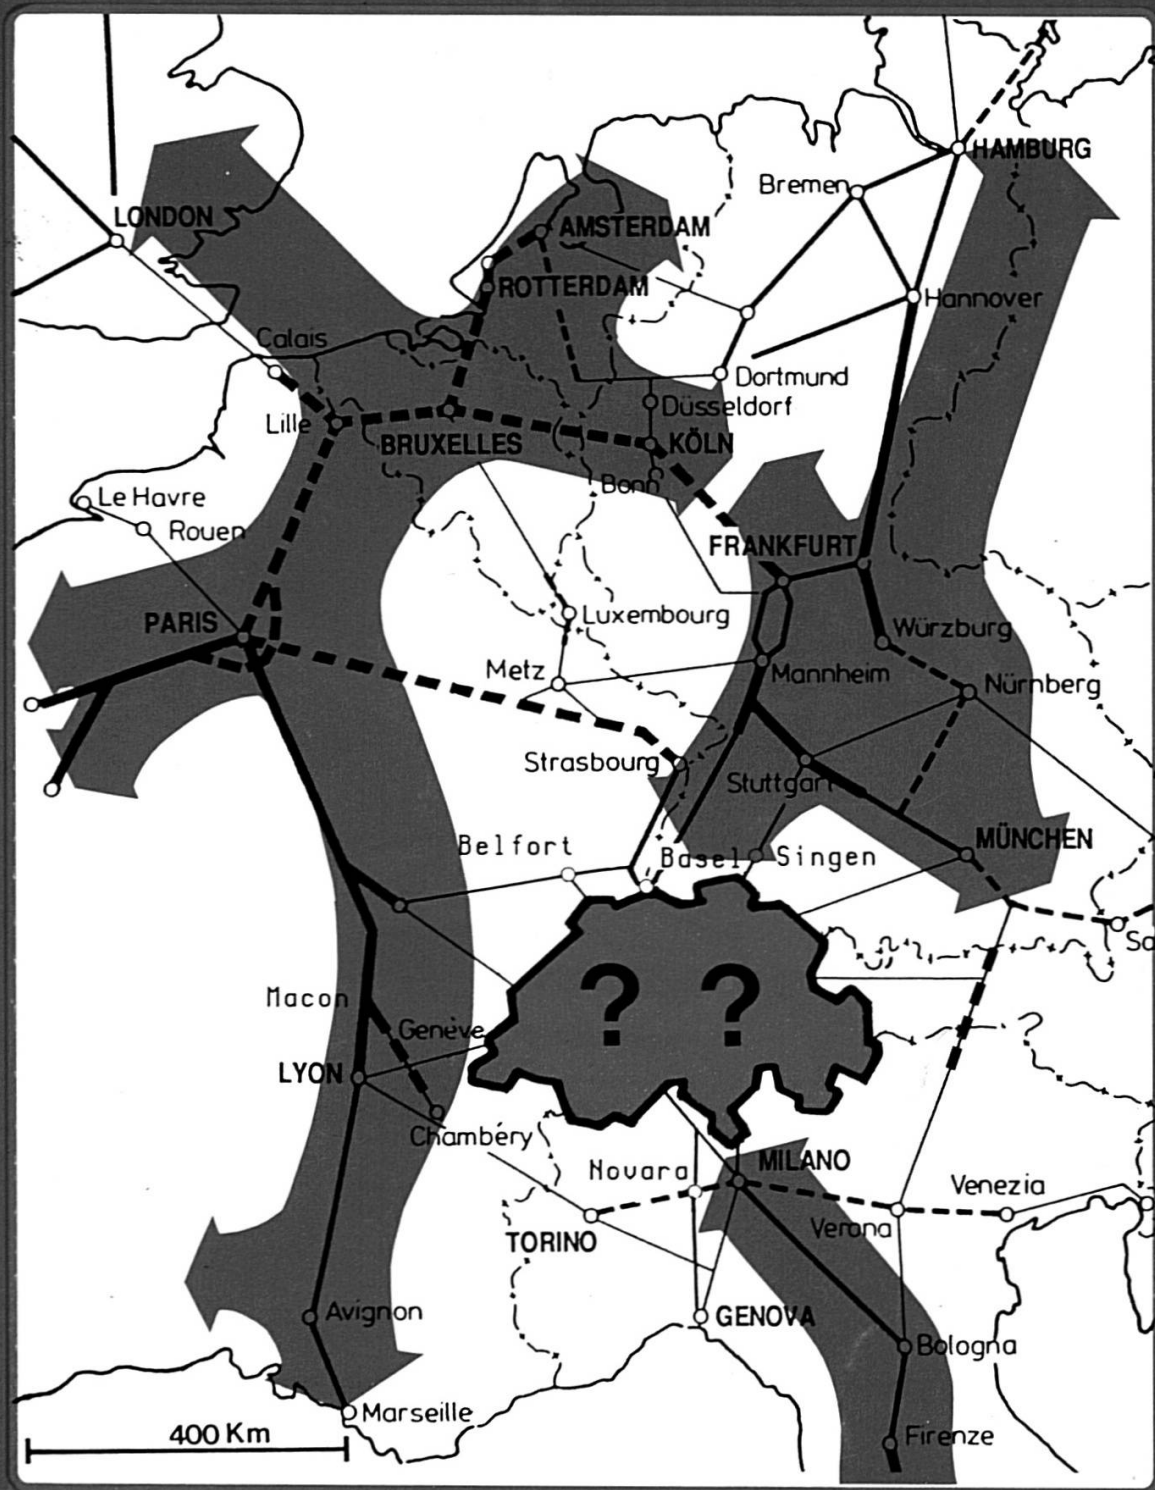 HAMBURG
Bremen
LONDON
AMSTERDAM
ROTTERDAM
Hannover
Calais
Dortmund
Düsseldorf
Lille
BRUXELLES
KÖLN
Bonn
Le Havre
Rouen
FRANKFURT
PARIS
Luxembourg
Würzburg
Metz
Mannheim
Nürnberg
Strasbourg
Stuttgart
MÜNCHEN
Belfort
Basel
Singen
Sa
? ?
Macon
Genève
LYON
Chambéry
Novara
MILANO
Venezia
Verona
TORINO
Avignon
GENOVA
Bologna
Marseille
400 Km
Firenze